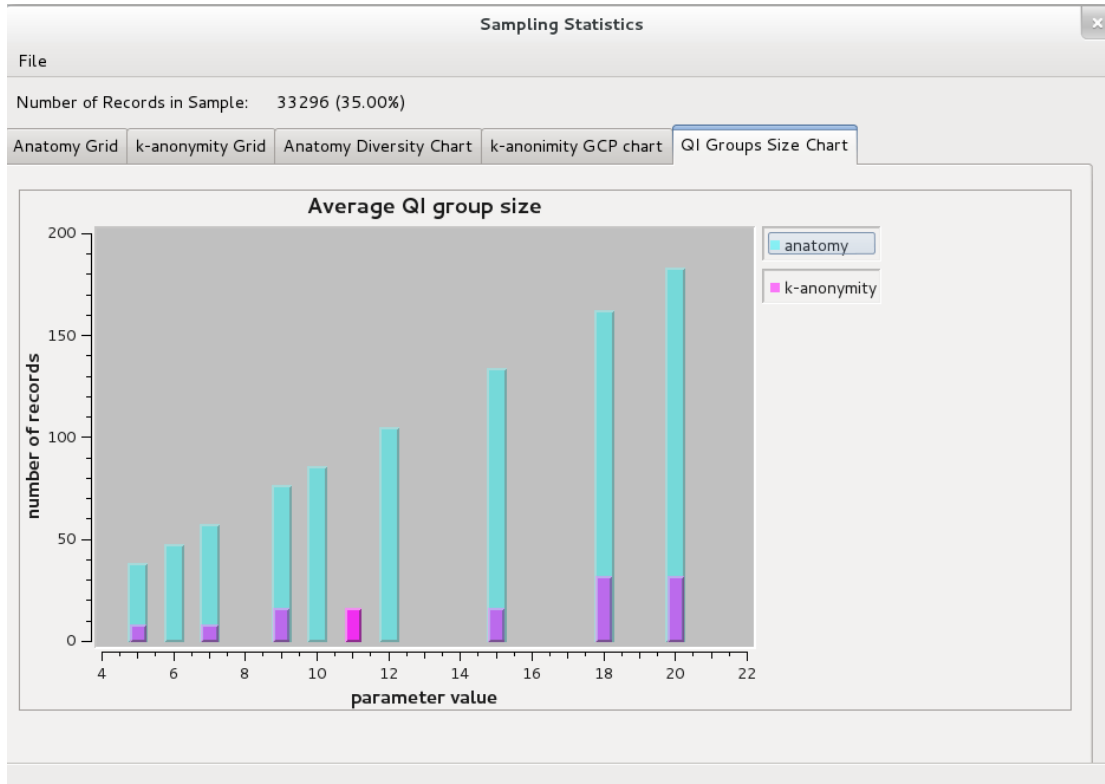 Sampling Statistics
×
File
Number of Records in Sample: 33296 (35.00%)
Anatomy Grid
k-anonymity Grid
Anatomy Diversity Chart
k-anonimity GCP chart
QI Groups Size Chart
Average QI group size
200
150
100
50
0
number of records
4 6 8 10 12 14 16 18 20 22
parameter value
anatomy
k-anonymity